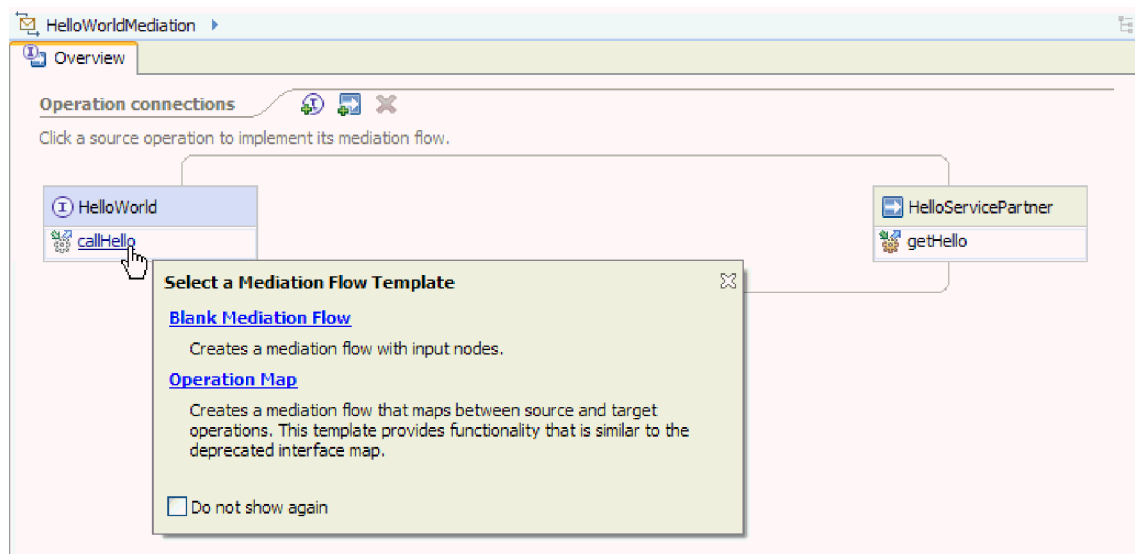 HelloWorldMediation
Overview
Operation connections
Click a source operation to implement its mediation flow.
HelloWorld
HelloServicePartner
callHello
getHello
Select a Mediation Flow Template
Blank Mediation Flow
Creates a mediation flow with input nodes.
Operation Map
Creates a mediation flow that maps between source and target
operations. This template provides functionality that is similar to the
deprecated interface map.
Do not show again